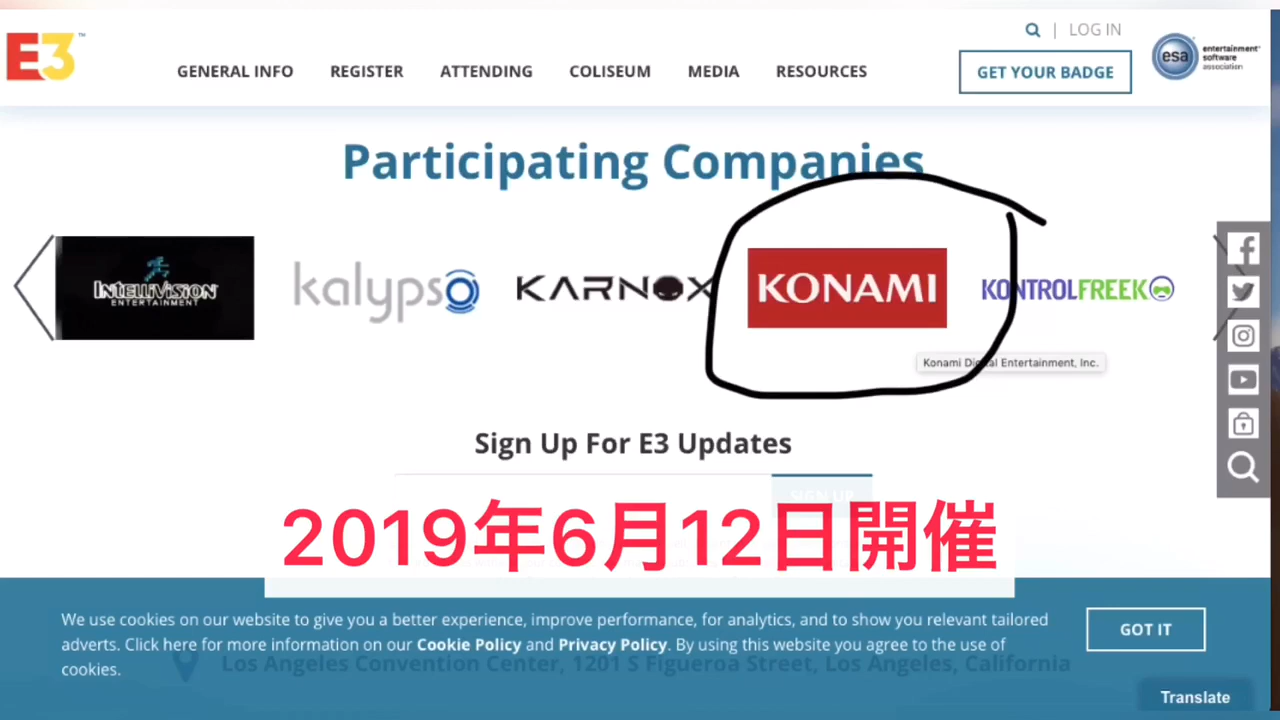 E3™
LOG IN
esa entertainment® software association
GENERAL INFO REGISTER ATTENDING COLISEUM MEDIA RESOURCES
GET YOUR BADGE
Participating Companies
INTELLIVISION ENTERTAINMENT
kalypso
KARNOX
KONAMI
KONTROLFREEK
Konami Digital Entertainment, Inc.
Sign Up For E3 Updates
SIGN UP
2019年6月12日開催
We use cookies on our website to give you a better experience, improve performance, for analytics, and to show you relevant tailored
adverts. Click here for more information on our Cookie Policy and Privacy Policy. By using this website you agree to the use of
cookies.
GOT IT
Los Angeles Convention Center, 1201 S Figueroa Street, Los Angeles, California
Translate